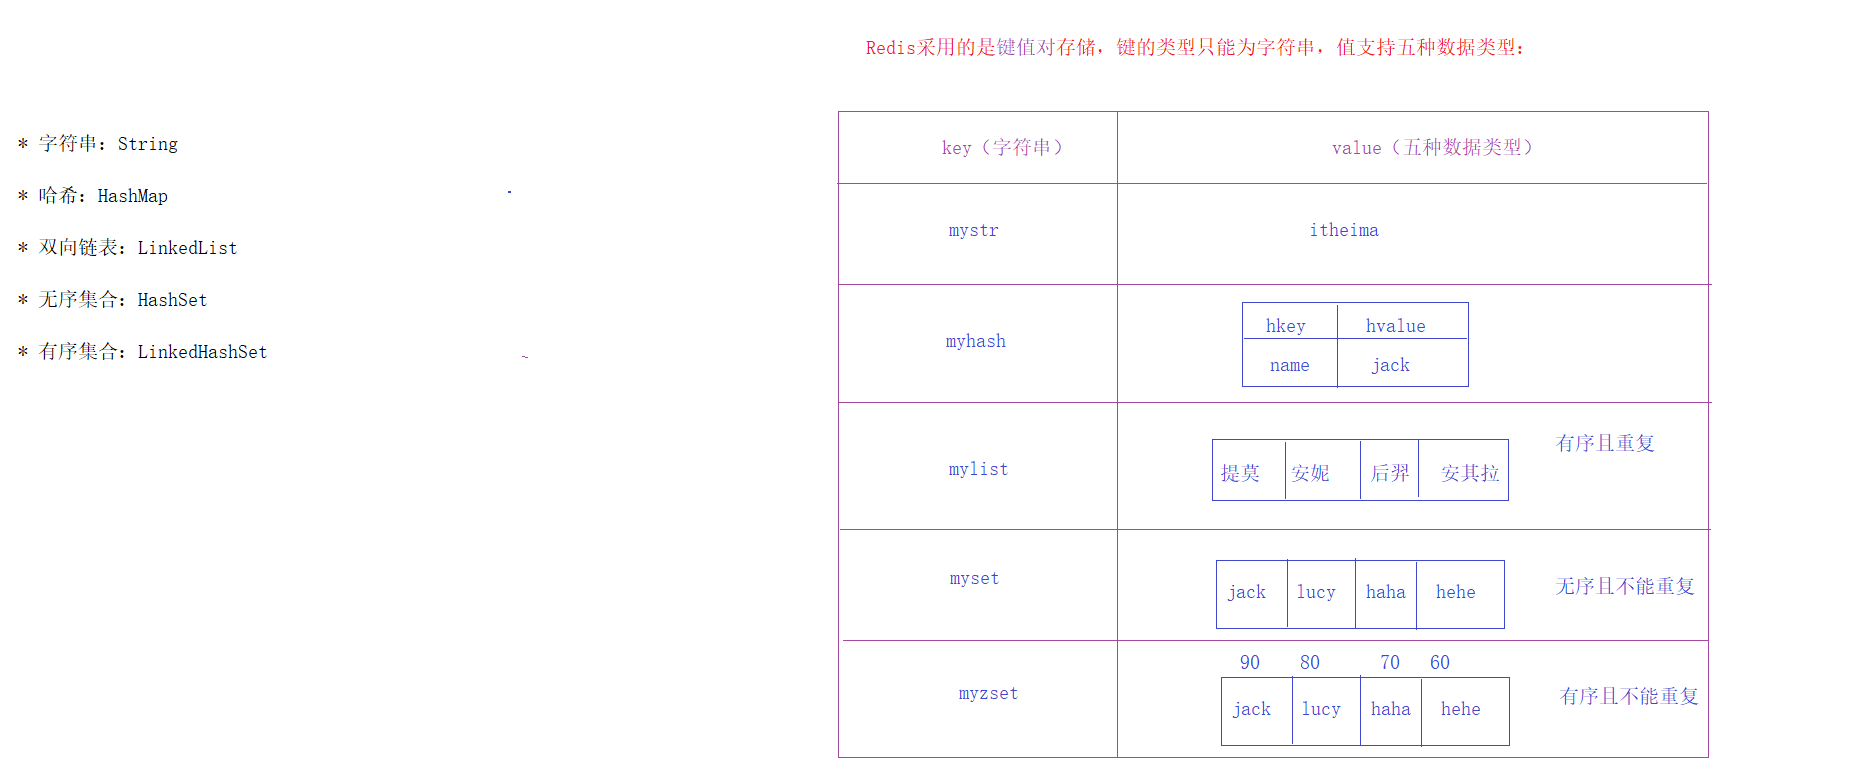 Redis采用的是键值对存储，键的类型只能为字符串，值支持五种数据类型：
* 字符串：String
* 哈希：HashMap
* 双向链表：LinkedList
* 无序集合：HashSet
* 有序集合：LinkedHashSet
key（字符串） value（五种数据类型）
mystr itheima
myhash
hkey hvalue
name jack
有序且重复
mylist 提莫 安妮 后羿 安其拉
myset jack lucy haha hehe 无序且不能重复
90 80 70 60
myzset jack lucy haha hehe 有序且不能重复